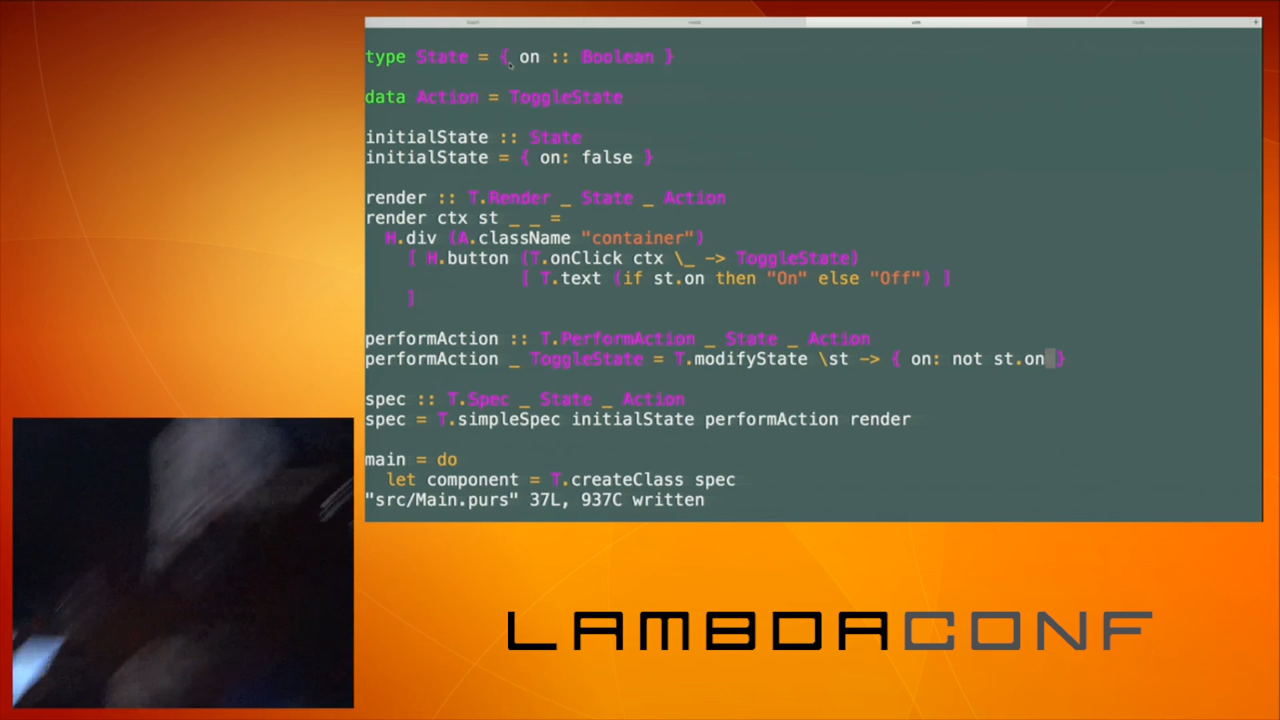 type State = { on :: Boolean }
data Action = ToggleState
initialState :: State
initialState = { on: false }
render :: T.Render _ State _ Action
render ctx st _ _ =
  H.div (A.className "container")
    [ H.button (T.onClick ctx \_ -> ToggleState)
               [ T.text (if st.on then "On" else "Off") ]
    ]
performAction :: T.PerformAction _ State _ Action
performAction _ ToggleState = T.modifyState \st -> { on: not st.on }
spec :: T.Spec _ State _ Action
spec = T.simpleSpec initialState performAction render
main = do
  let component = T.createClass spec
"src/Main.purs" 37L, 937C written
LAMBDACONF